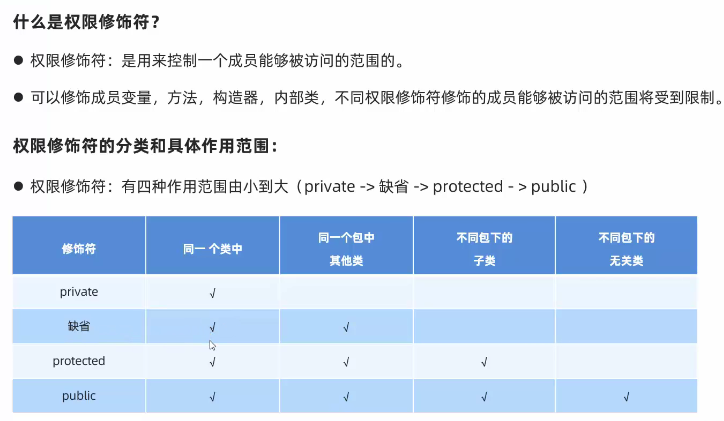 什么是权限修饰符？
● 权限修饰符：是用来控制一个成员能够被访问的范围的。
● 可以修饰成员变量，方法，构造器，内部类，不同权限修饰符修饰的成员能够被访问的范围将受到限制。
权限修饰符的分类和具体作用范围：
● 权限修饰符：有四种作用范围由小到大（private -> 缺省 -> protected - > public ）
修饰符 同一 个类中 同一个包中 其他类 不同包下的 子类 不同包下的 无关类
private √
缺省 √ √
protected √ √ √
public √ √ √ √